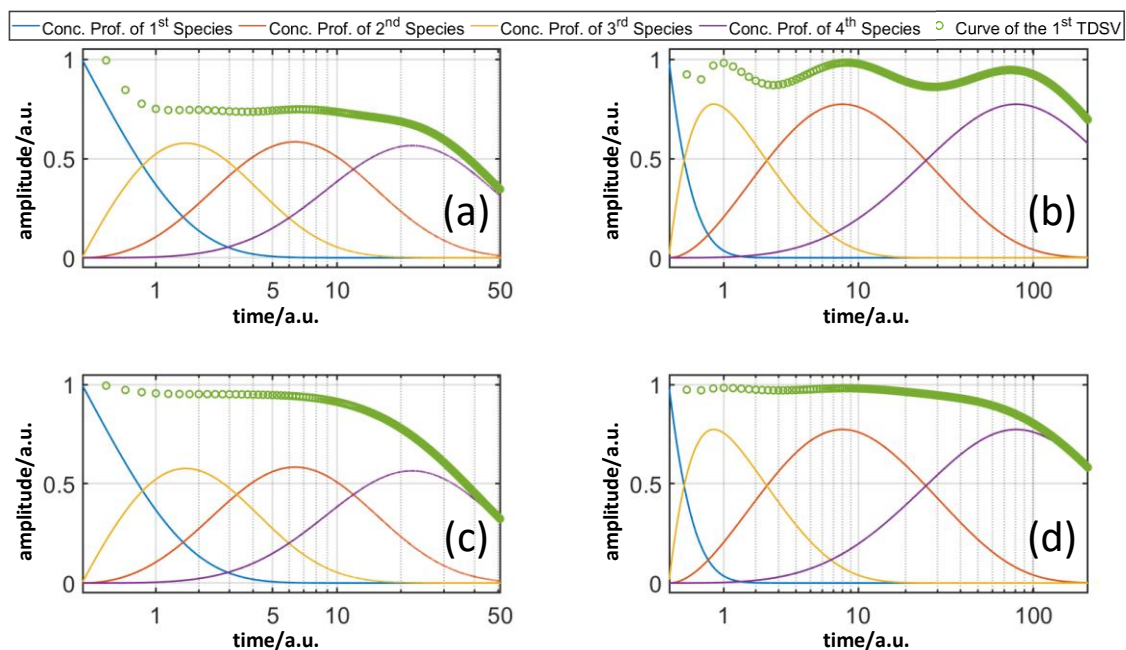 Conc. Prof. of 1st Species Conc. Prof. of 2nd Species Conc. Prof. of 3rd Species Conc. Prof. of 4th Species Curve of the 1st TDSV
amplitude/a.u.
1
0.5
0
(a)
1 5 10 50
time/a.u.
amplitude/a.u.
1
0.5
0
(b)
1 10 100
time/a.u.
amplitude/a.u.
1
0.5
0
(c)
1 5 10 50
time/a.u.
amplitude/a.u.
1
0.5
0
(d)
1 10 100
time/a.u.